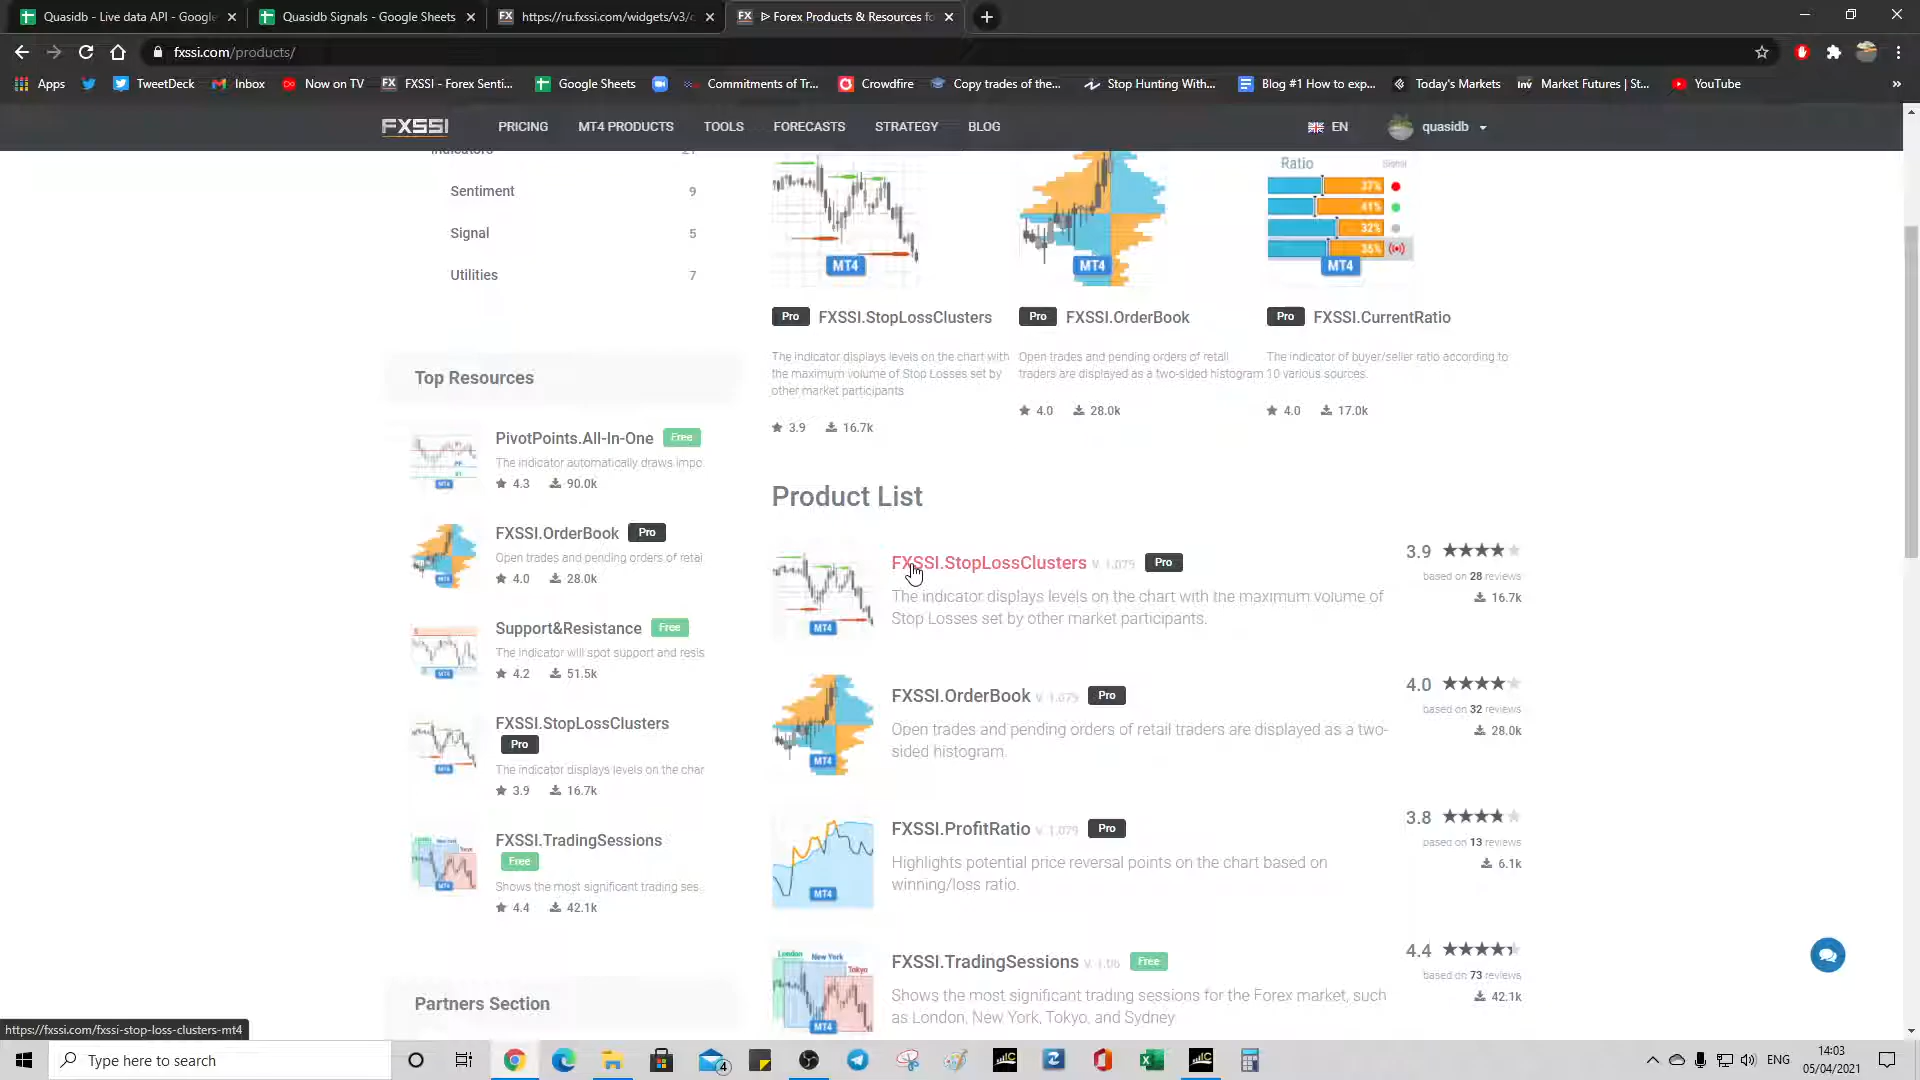 Quasidb - Live data API - Google
Quasidb Signals - Google Sheets
https://ru.fxssi.com/widgets/v3/c
FX
ᐉ Forex Products & Resources fo
fxssi.com/products/
Apps
TweetDeck
Inbox
Now on TV
FXSSI - Forex Senti...
Google Sheets
Commitments of Tr...
Crowdfire
Copy trades of the...
Stop Hunting With...
Blog #1 How to exp...
Today's Markets
Market Futures | St...
YouTube
»
FXSSI
PRICING
MT4 PRODUCTS
TOOLS
FORECASTS
STRATEGY
BLOG
EN
quasidb
Indicators 21
Sentiment 9
Signal 5
Utilities 7
MT4
MT4
Ratio Signal
37%
41%
32%
35%
MT4
Pro FXSSI.StopLossClusters
The indicator displays levels on the chart with
the maximum volume of Stop Losses set by
other market participants
3.9 16.7k
Pro FXSSI.OrderBook
Open trades and pending orders of retail
traders are displayed as a two-sided histogram
4.0 28.0k
Pro FXSSI.CurrentRatio
The indicator of buyer/seller ratio according to
10 various sources.
4.0 17.0k
Top Resources
PivotPoints.All-In-One Free
The indicator automatically draws impo
4.3 90.0k
FXSSI.OrderBook Pro
Open trades and pending orders of retai
4.0 28.0k
Support&Resistance Free
The Indicator will spot support and resis
4.2 51.5k
FXSSI.StopLossClusters
Pro
The indicator displays levels on the char
3.9 16.7k
FXSSI.TradingSessions
Free
Shows the most significant trading ses
4.4 42.1k
Partners Section
Product List
MT4
FXSSI.StopLossClusters v. 1.079 Pro
The indicator displays levels on the chart with the maximum volume of
Stop Losses set by other market participants.
3.9
based on 28 reviews
16.7k
MT4
FXSSI.OrderBook v. 1.079 Pro
Open trades and pending orders of retail traders are displayed as a two-
sided histogram.
4.0
based on 32 reviews
28.0k
MT4
FXSSI.ProfitRatio v. 1.079 Pro
Highlights potential price reversal points on the chart based on
winning/loss ratio.
3.8
based on 13 reviews
6.1k
London New York Tokyo
MT4
FXSSI.TradingSessions v. 1.06 Free
Shows the most significant trading sessions for the Forex market, such
as London, New York, Tokyo, and Sydney
4.4
based on 73 reviews
42.1k
https://fxssi.com/fxssi-stop-loss-clusters-mt4
Type here to search
4
ENG
14:03
05/04/2021